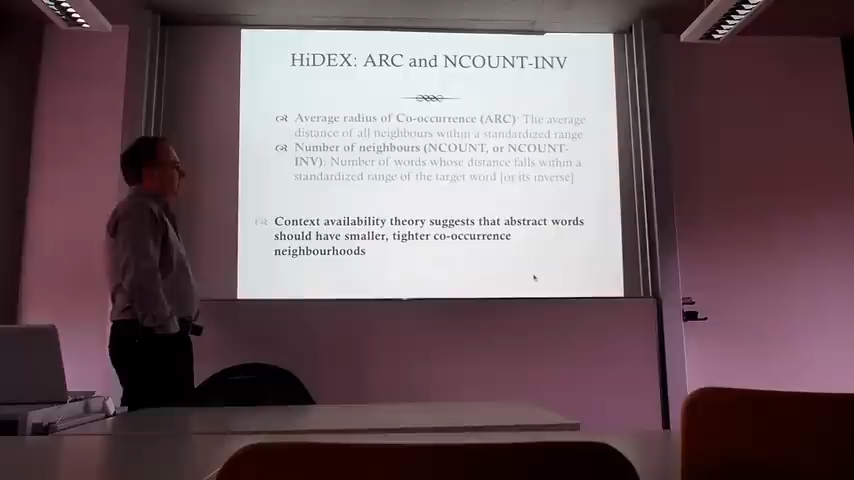 HiDEX: ARC and NCOUNT-INV
Average radius of Co-occurrence (ARC): The average
distance of all neighbours within a standardized range
Number of neighbours (NCOUNT, or NCOUNT-
INV): Number of words whose distance falls within a
standardized range of the target word [or its inverse]
Context availability theory suggests that abstract words
should have smaller, tighter co-occurrence
neighbourhoods